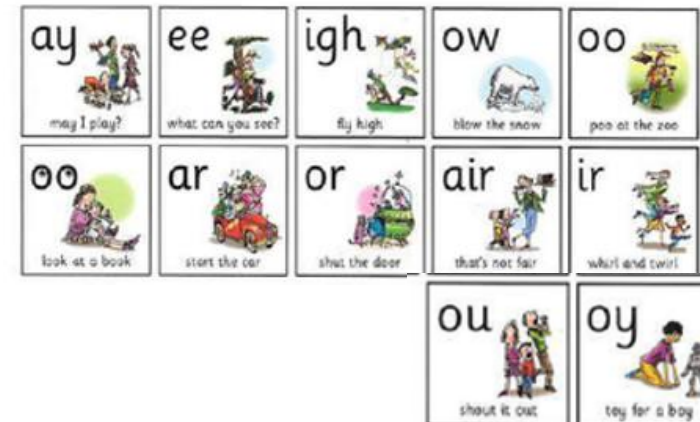 ay
may I play?
ee
what can you see?
igh
fly high
ow
blow the snow
oo
poo at the zoo
oo
look at a book
ar
start the car
or
shut the door
air
that's not fair
ir
whirl and twirl
ou
shout it out
oy
toy for a boy